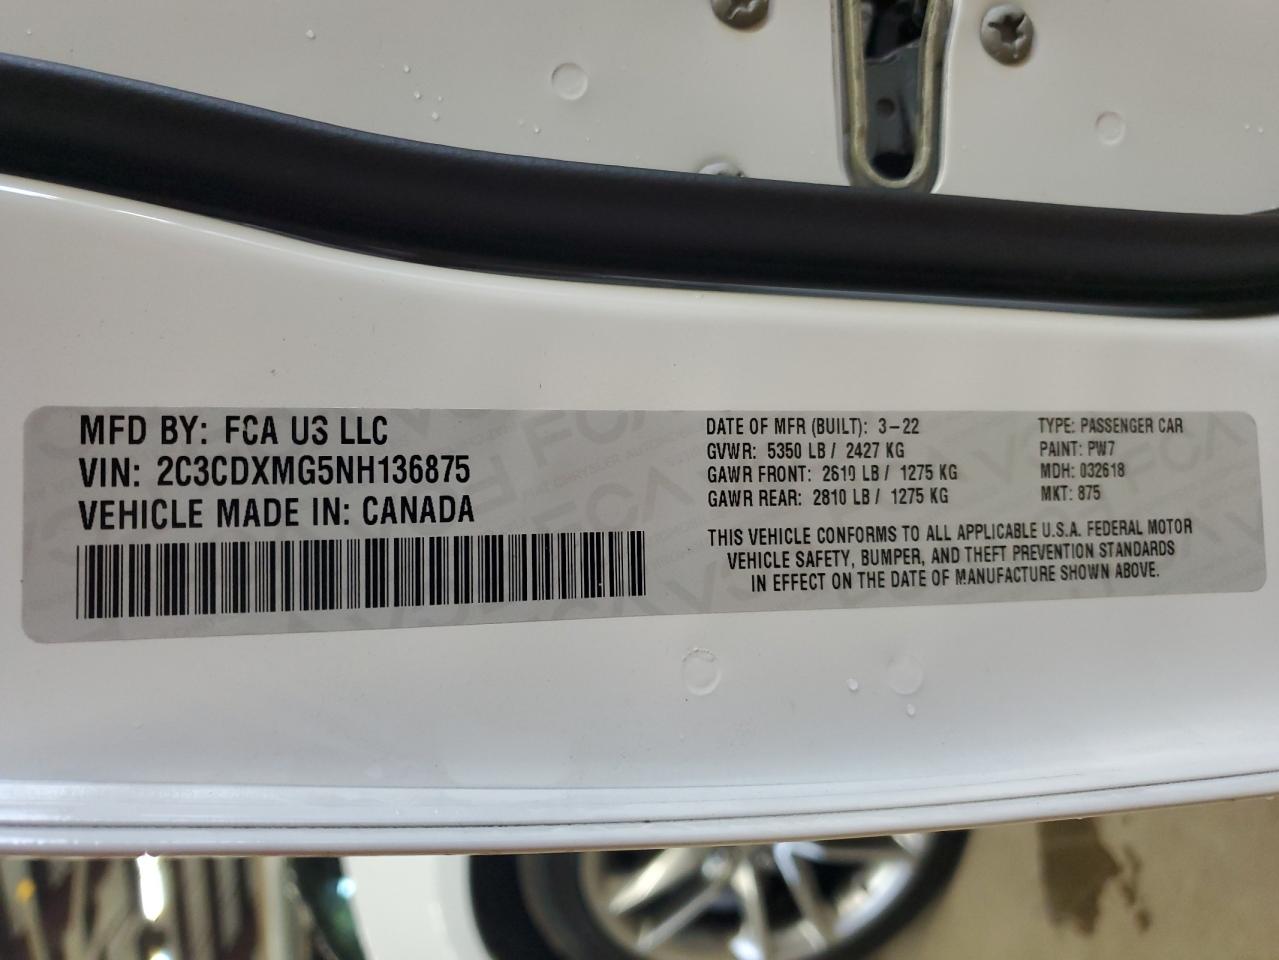 MFD BY: FCA US LLC
VIN: 2C3CDXMG5NH136875
VEHICLE MADE IN: CANADA
DATE OF MFR (BUILT): 3-22
GVWR: 5350 LB / 2427 KG
GAWR FRONT: 2810 LB / 1275 KG
GAWR REAR: 2810 LB / 1275 KG
TYPE: PASSENGER CAR
PAINT: PW7
MDH: 032618
MKT: 875
THIS VEHICLE CONFORMS TO ALL APPLICABLE U.S.A. FEDERAL MOTOR
VEHICLE SAFETY, BUMPER, AND THEFT PREVENTION STANDARDS
IN EFFECT ON THE DATE OF MANUFACTURE SHOWN ABOVE.